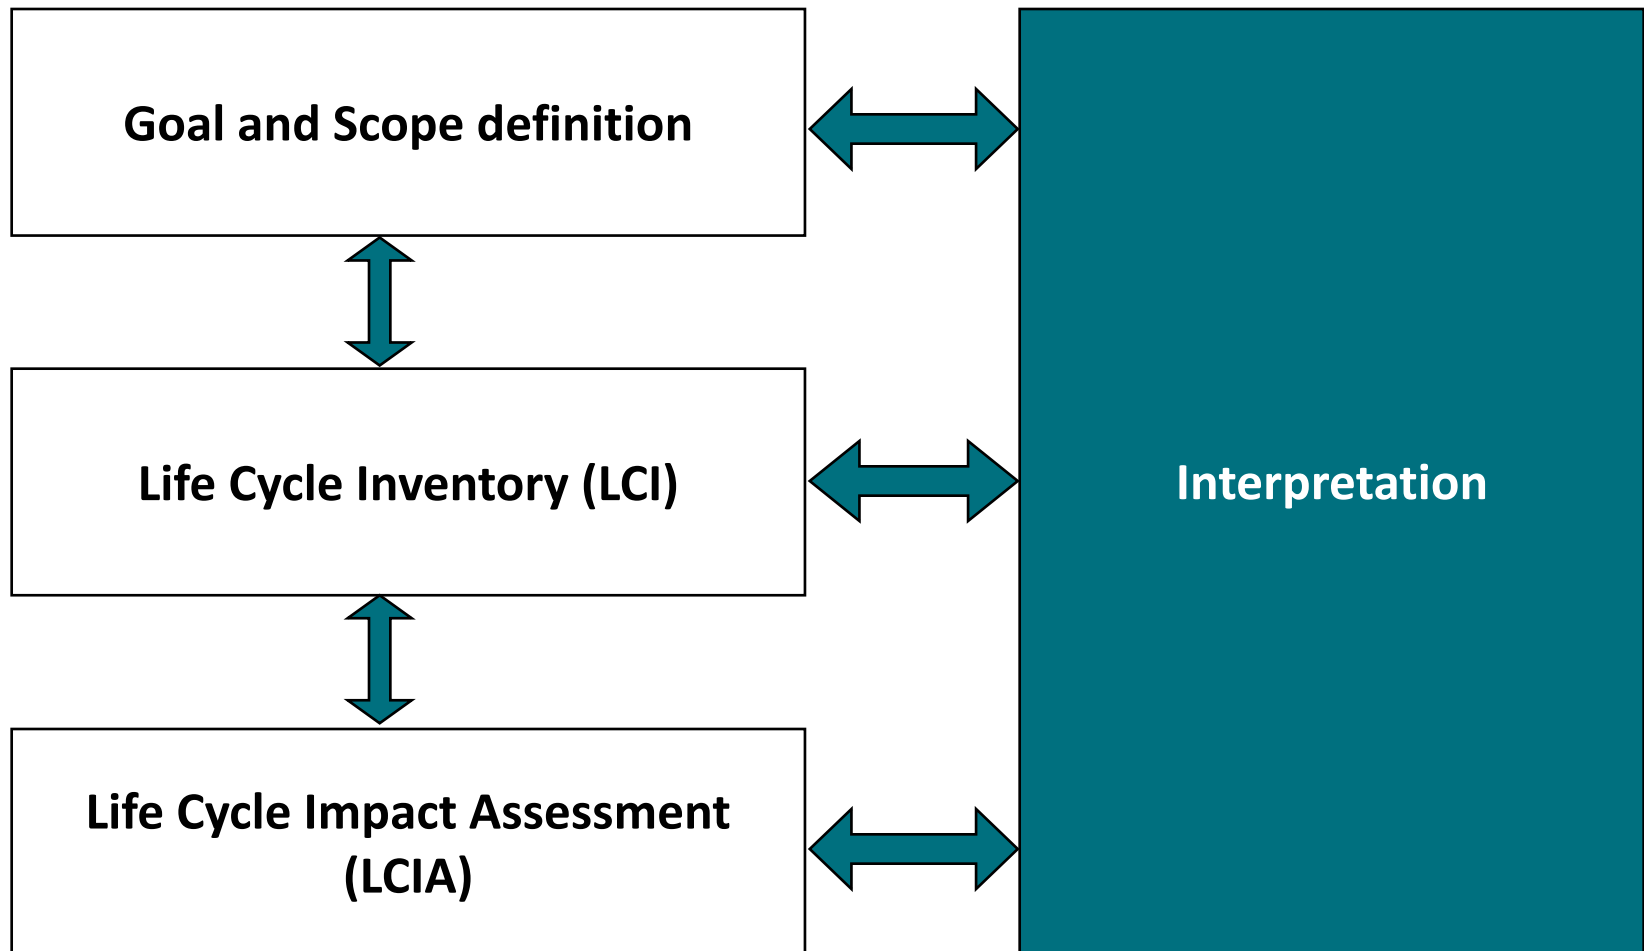 Goal and Scope definition
Life Cycle Inventory (LCI)
Interpretation
Life Cycle Impact Assessment
(LCIA)